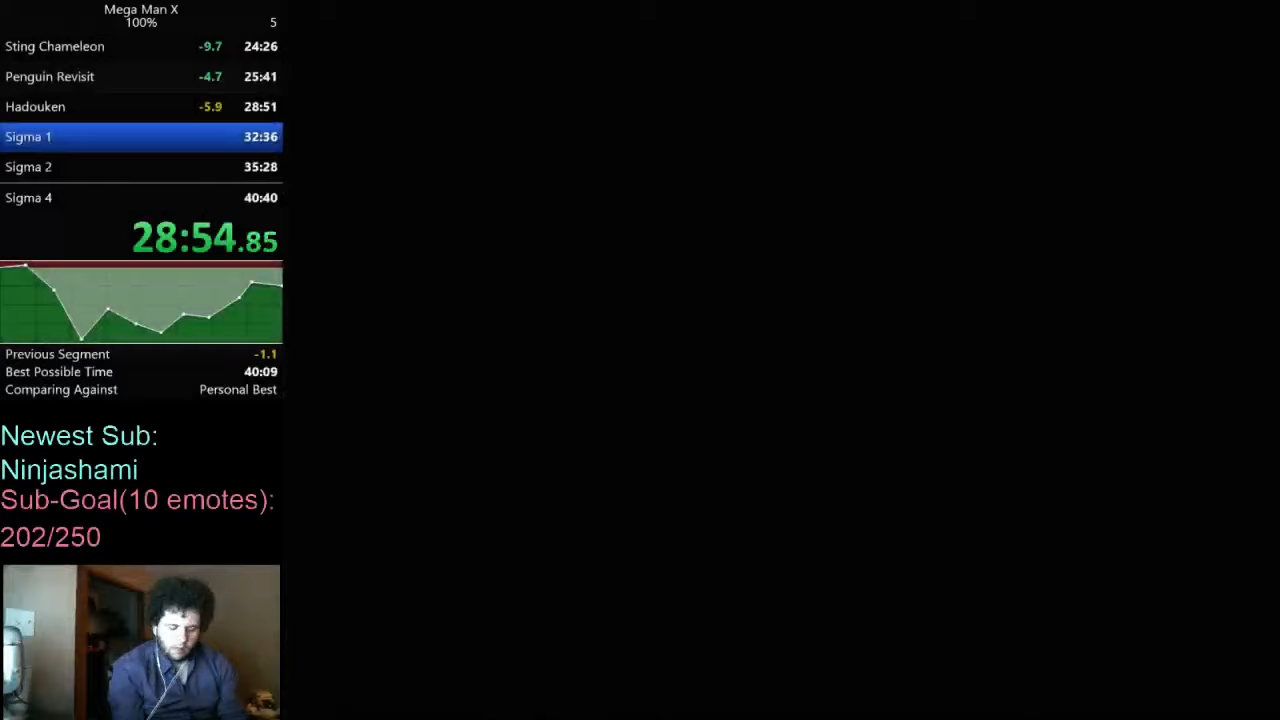 Mega Man X
100% 5
Sting Chameleon -9.7 24:26
Penguin Revisit -4.7 25:41
Hadouken -5.9 28:51
Sigma 1 32:36
Sigma 2 35:28
Sigma 4 40:40
28:54.85
Previous Segment -1.1
Best Possible Time 40:09
Comparing Against Personal Best
Newest Sub:
Ninjashami
Sub-Goal(10 emotes):
202/250